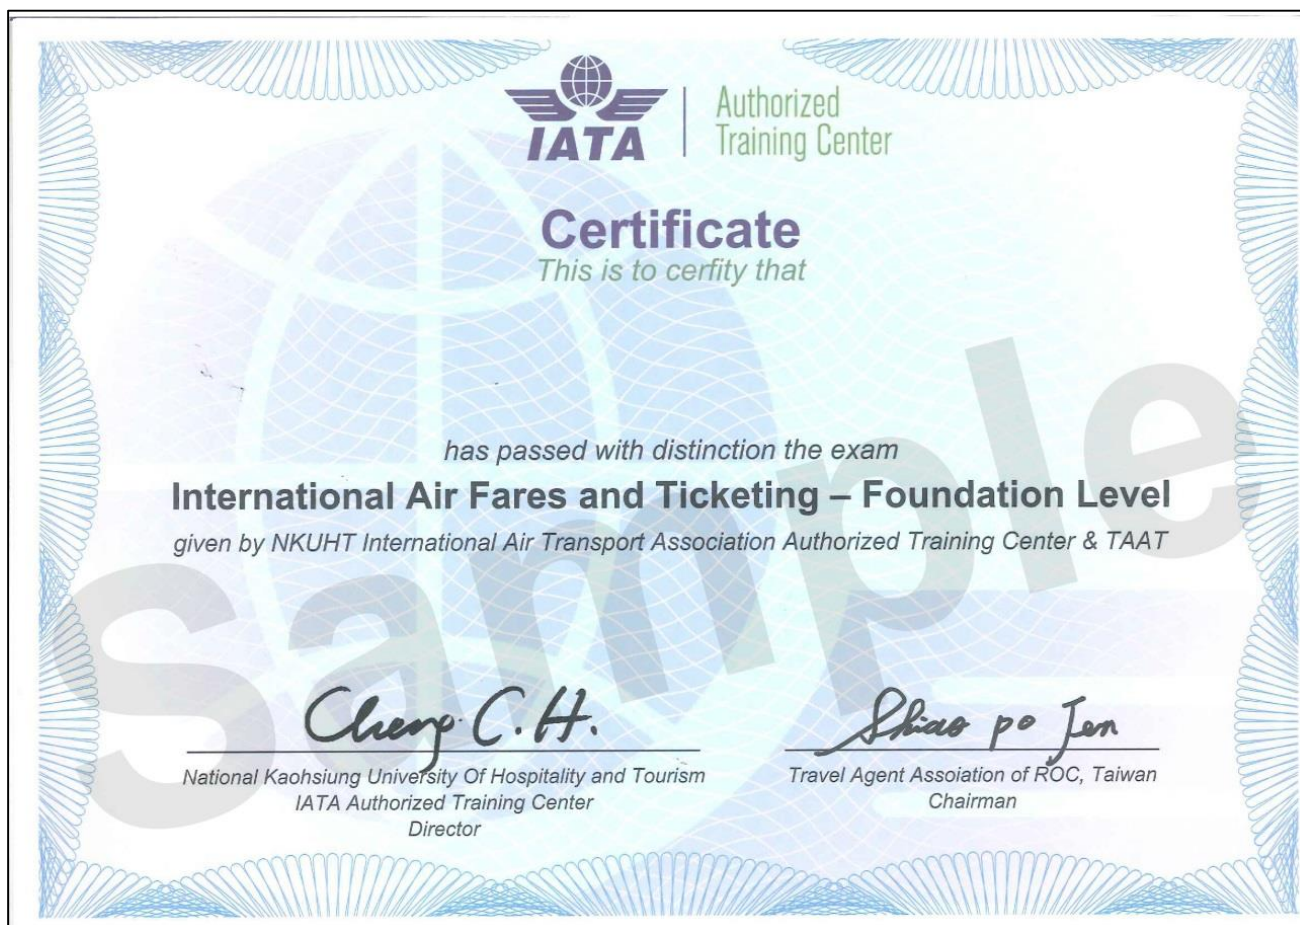 IATA
Authorized
Training Center
Certificate
This is to cerfity that
has passed with distinction the exam
International Air Fares and Ticketing – Foundation Level
given by NKUHT International Air Transport Association Authorized Training Center & TAAT
Sample
Cheng C.H.
Shiao po Jen
National Kaohsiung University Of Hospitality and Tourism
IATA Authorized Training Center
Director
Travel Agent Assoiation of ROC, Taiwan
Chairman